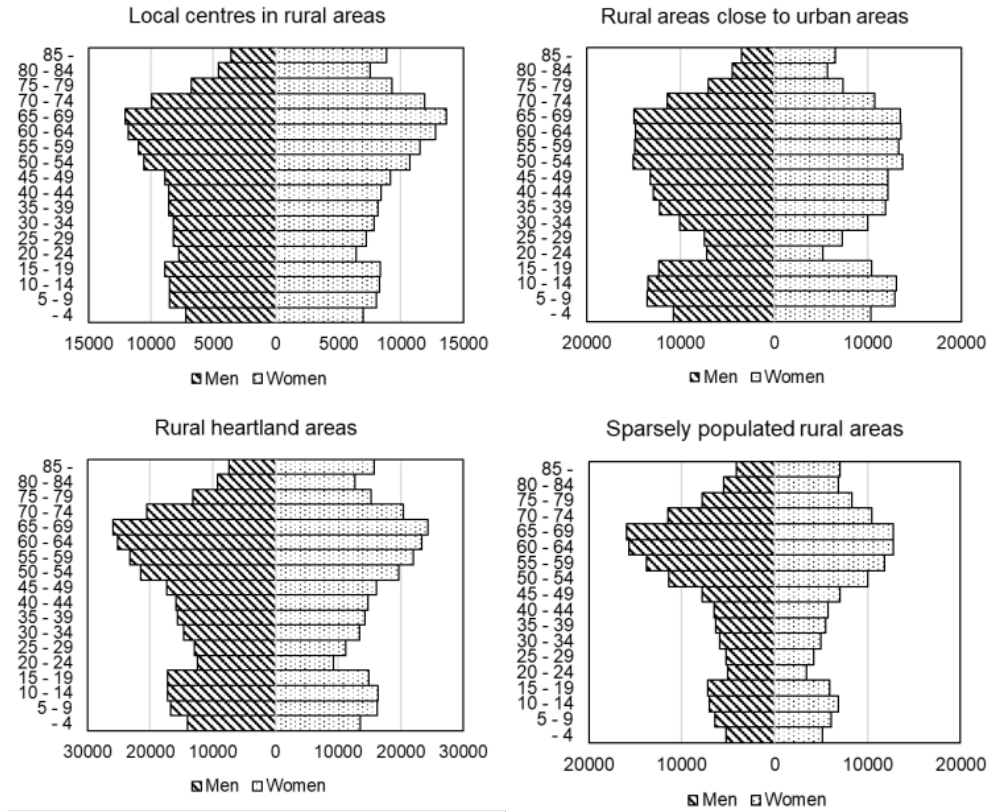 Local centres in rural areas
85 -
80 - 84
75 - 79
70 - 74
65 - 69
60 - 64
55 - 59
50 - 54
45 - 49
40 - 44
35 - 39
30 - 34
25 - 29
20 - 24
15 - 19
10 - 14
5 - 9
- 4
15000 10000 5000 0 5000 10000 15000
Men Women
Rural areas close to urban areas
85 -
80 - 84
75 - 79
70 - 74
65 - 69
60 - 64
55 - 59
50 - 54
45 - 49
40 - 44
35 - 39
30 - 34
25 - 29
20 - 24
15 - 19
10 - 14
5 - 9
- 4
20000 10000 0 10000 20000
Men Women
Rural heartland areas
85 -
80 - 84
75 - 79
70 - 74
65 - 69
60 - 64
55 - 59
50 - 54
45 - 49
40 - 44
35 - 39
30 - 34
25 - 29
20 - 24
15 - 19
10 - 14
5 - 9
- 4
30000 20000 10000 0 10000 20000 30000
Men Women
Sparsely populated rural areas
85 -
80 - 84
75 - 79
70 - 74
65 - 69
60 - 64
55 - 59
50 - 54
45 - 49
40 - 44
35 - 39
30 - 34
25 - 29
20 - 24
15 - 19
10 - 14
5 - 9
- 4
20000 10000 0 10000 20000
Men Women